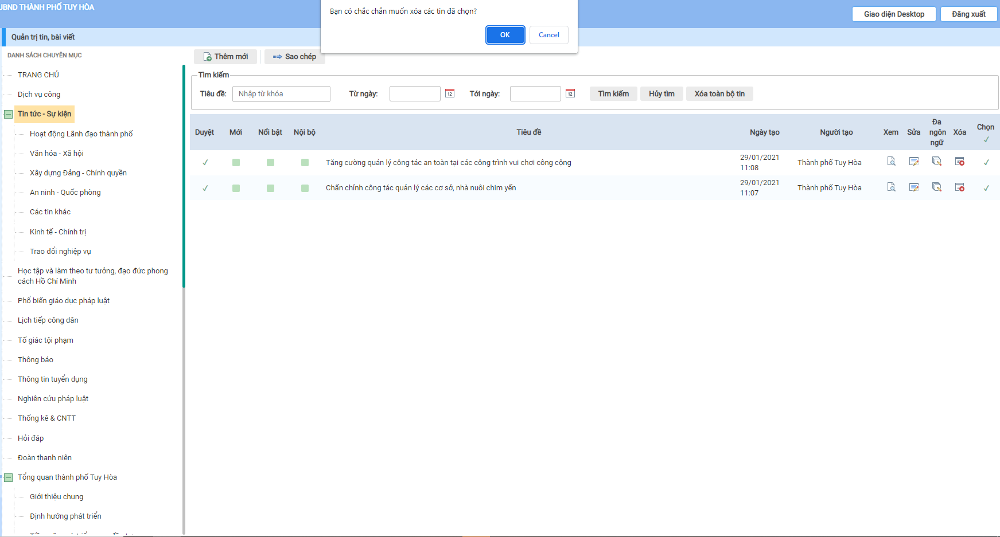 UBND THÀNH PHỐ TUY HÒA
Bạn có chắc chắn muốn xóa các tin đã chọn?
OK
Cancel
Giao diện Desktop
Đăng xuất
Quản trị tin, bài viết
DANH SÁCH CHUYÊN MỤC
TRANG CHỦ
Dịch vụ công
Tin tức - Sự kiện
Hoạt động Lãnh đạo thành phố
Văn hóa - Xã hội
Xây dựng Đảng - Chính quyền
An ninh - Quốc phòng
Các tin khác
Kinh tế - Chính trị
Trao đổi nghiệp vụ
Học tập và làm theo tư tưởng, đạo đức phong
cách Hồ Chí Minh
Phổ biến giáo dục pháp luật
Lịch tiếp công dân
Tố giác tội phạm
Thông báo
Thông tin tuyển dụng
Nghiên cứu pháp luật
Thống kê & CNTT
Hỏi đáp
Đoàn thanh niên
Tổng quan thành phố Tuy Hòa
Giới thiệu chung
Định hướng phát triển
Thêm mới
Sao chép
Tìm kiếm
Tiêu đề: Nhập từ khóa Từ ngày: 12 Tới ngày: 12 Tìm kiếm Hủy tìm Xóa toàn bộ tin
Duyệt Mới Nổi bật Nội bộ Tiêu đề Ngày tạo Người tạo Xem Sửa Đa ngôn ngữ Xóa Chọn
Tăng cường quản lý công tác an toàn tại các công trình vui chơi công cộng 29/01/2021 11:08 Thành phố Tuy Hòa
Chấn chỉnh công tác quản lý các cơ sở, nhà nuôi chim yến 29/01/2021 11:07 Thành phố Tuy Hòa